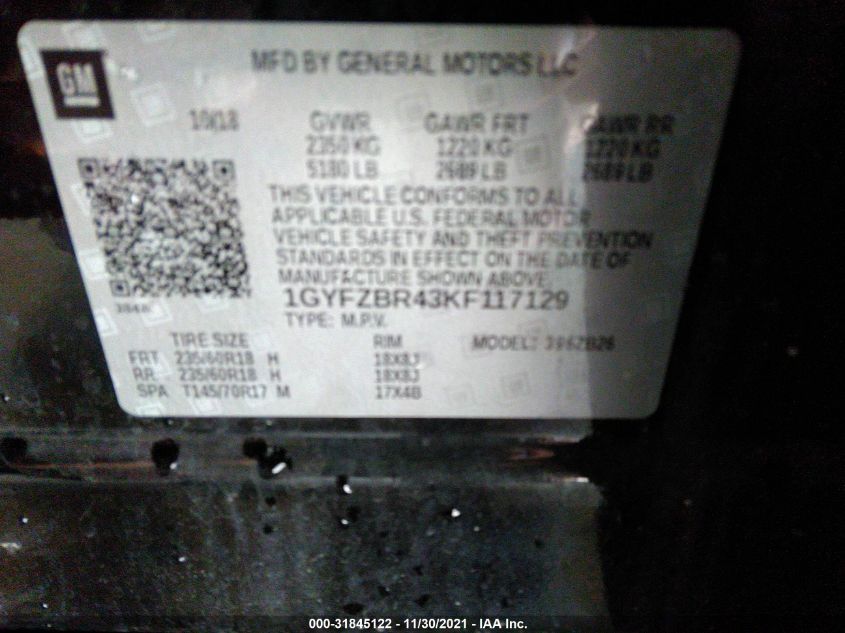 GM
MFD BY GENERAL MOTORS LLC
10/18 GVWR GAWR FRT GAWR RR
2350 KG 1220 KG 1220 KG
5180 LB 2689 LB 2689 LB
THIS VEHICLE CONFORMS TO ALL
APPLICABLE U.S. FEDERAL MOTOR
VEHICLE SAFETY AND THEFT PREVENTION
STANDARDS IN EFFECT ON THE DATE OF
MANUFACTURE SHOWN ABOVE.
1GYFZBR43KF117129
TYPE: M.P.V.
TIRE SIZE RIM MODEL:
FRT 235/60R18 H 18X8J
RR 235/60R18 H 18X8J
SPA T145/70R17 M 17X4B
000-31845122 - 11/30/2021 - IAA Inc.